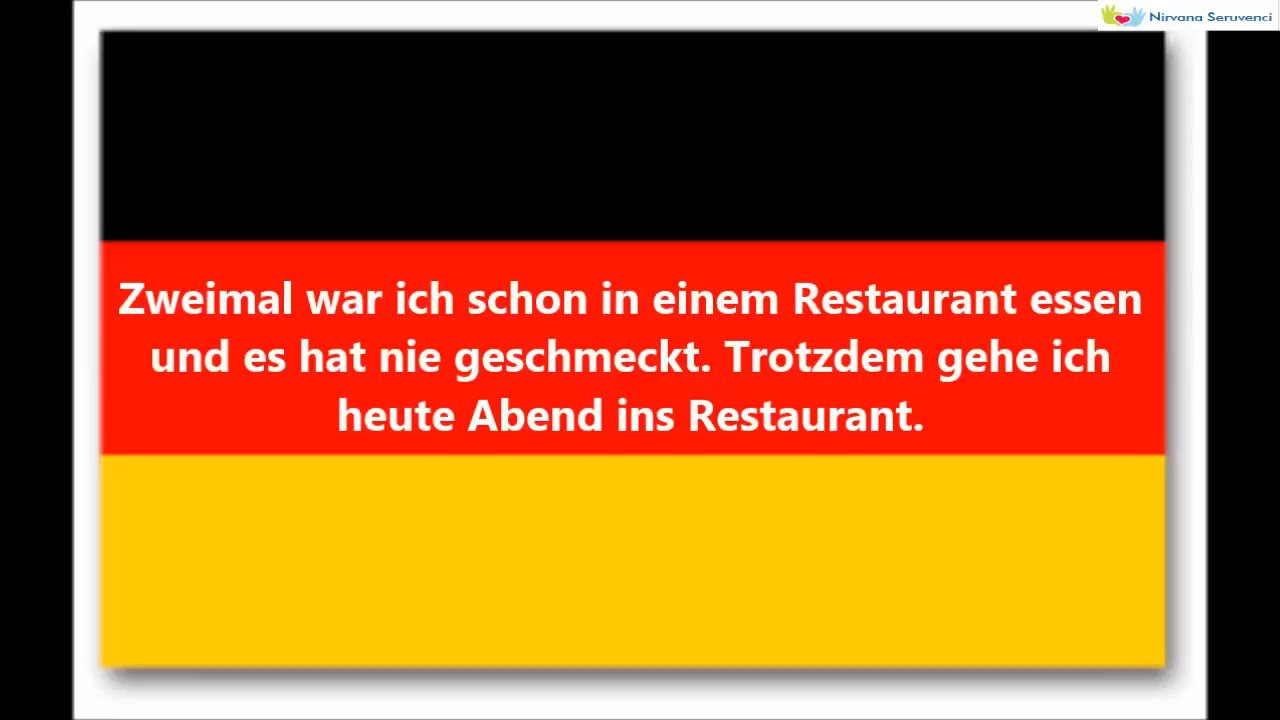 Nirvana Seruvenci
Zweimal war ich schon in einem Restaurant essen
und es hat nie geschmeckt. Trotzdem gehe ich
heute Abend ins Restaurant.